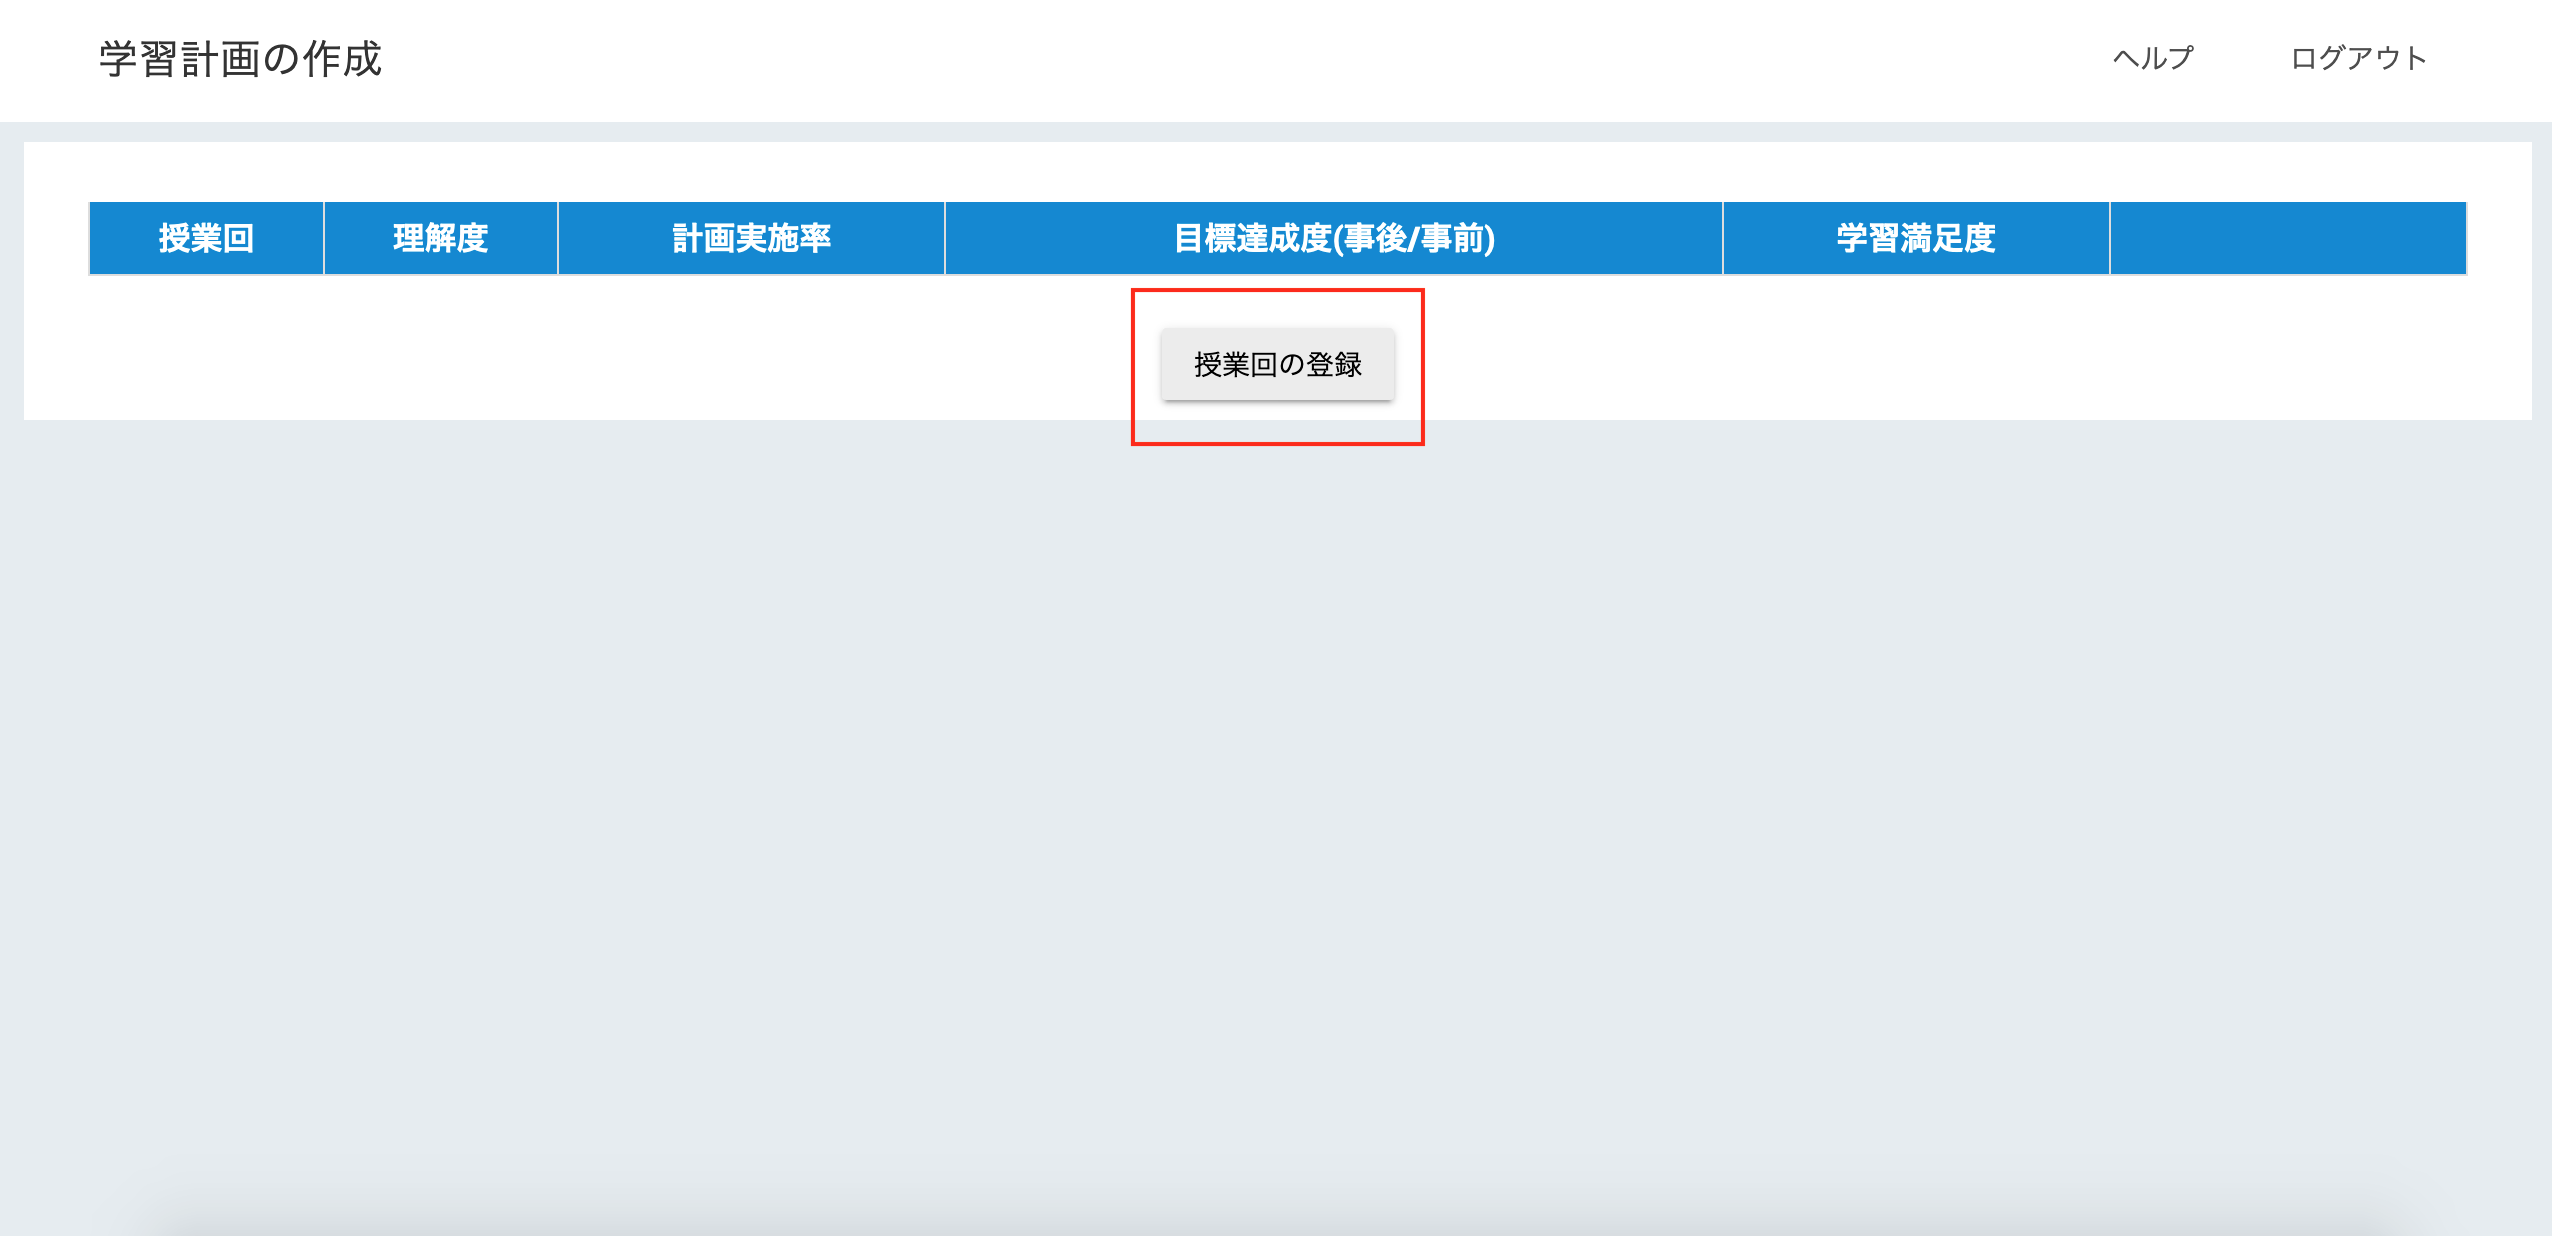 学習計画の作成
ヘルプ
ログアウト
授業回
理解度
計画実施率
目標達成度(事後/事前)
学習満足度
授業回の登録